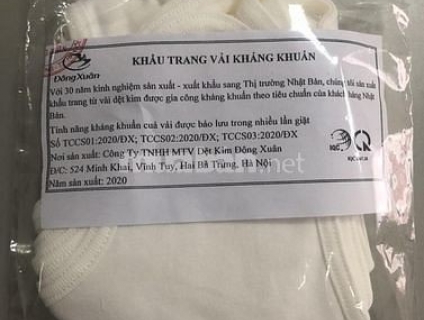 Đông Xuân
KHẨU TRANG VẢI KHÁNG KHUẨN
Với 30 năm kinh nghiệm sản xuất - xuất khẩu sang Thị trường Nhật Bản, chúng tôi sản xuất
khẩu trang từ vải dệt kim được gia công kháng khuẩn theo tiêu chuẩn của khách hàng Nhật
Bản.
Tính năng kháng khuẩn cuả vải được bảo lưu trong nhiều lần giặt
Số TCCS01:2020/ĐX; TCCS02:2020/ĐX; TCCS03:2020/ĐX
Nơi sản xuất: Công Ty TNHH MTV Dệt Kim Đông Xuân
Đ/C: 524 Minh Khai, Vĩnh Tuy, Hai Bà Trưng, Hà Nội
Năm sản xuất: 2020